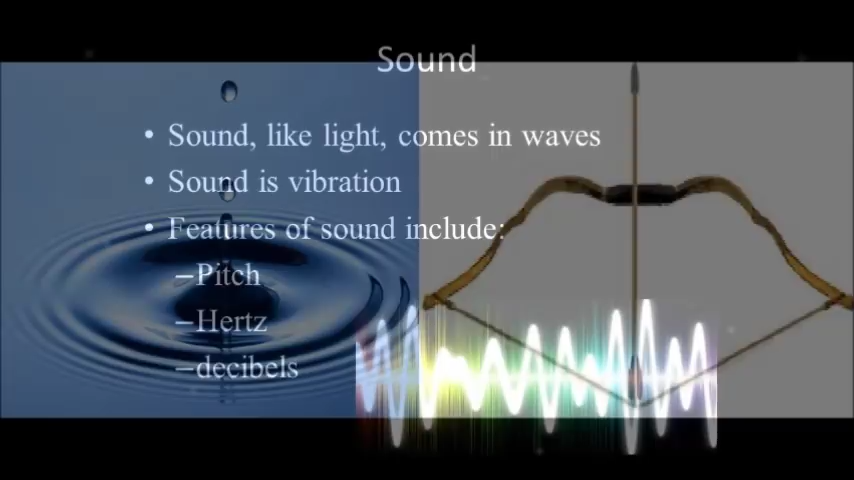 Sound
• Sound, like light, comes in waves
• Sound is vibration
• Features of sound include:
–Pitch
–Hertz
–decibels